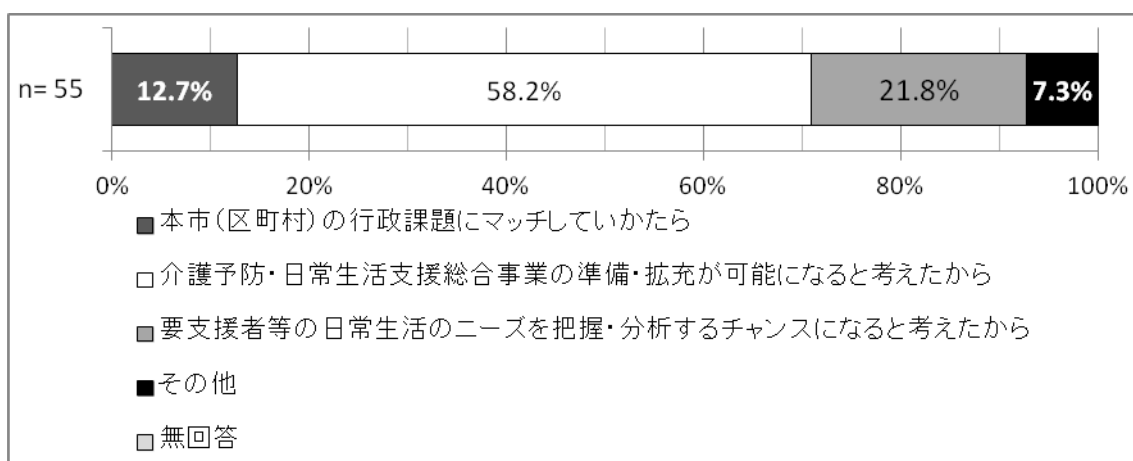 n= 55
12.7%
58.2%
21.8%
7.3%
0%
20%
40%
60%
80%
100%
本市(区町村)の行政課題にマッチしていかたら
介護予防・日常生活支援総合事業の準備・拡充が可能になると考えたから
要支援者等の日常生活のニーズを把握・分析するチャンスになると考えたから
その他
無回答